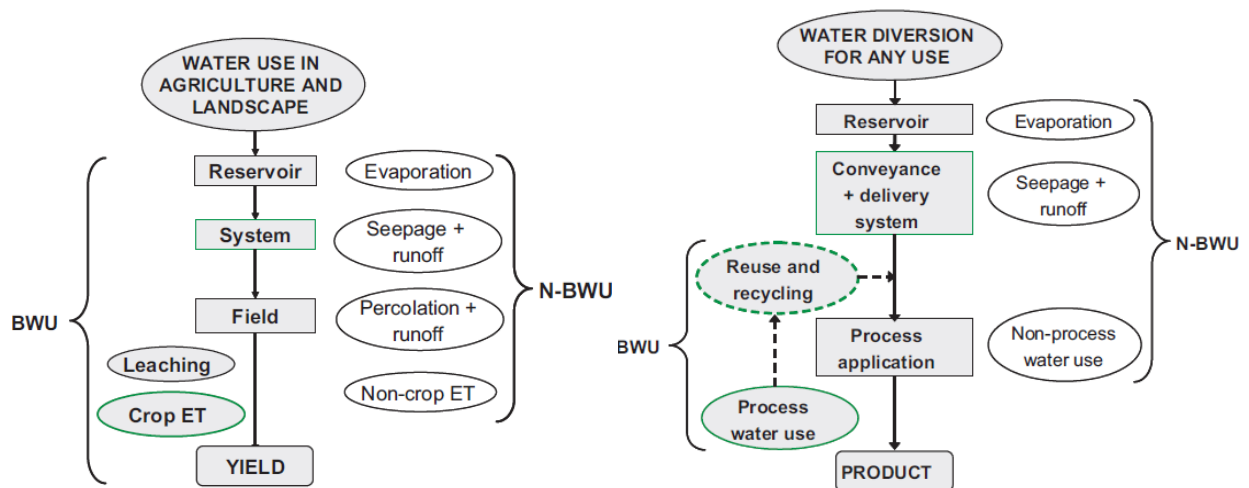 WATER USE IN
AGRICULTURE AND
LANDSCAPE
Reservoir
Evaporation
System
Seepage +
runoff
Field
Percolation +
runoff
BWU
N-BWU
Leaching
Non-crop ET
Crop ET
YIELD
WATER DIVERSION
FOR ANY USE
Reservoir
Evaporation
Conveyance
+ delivery
system
Seepage +
runoff
N-BWU
Reuse and
recycling
BWU
Process
application
Non-process
water use
Process
water use
PRODUCT